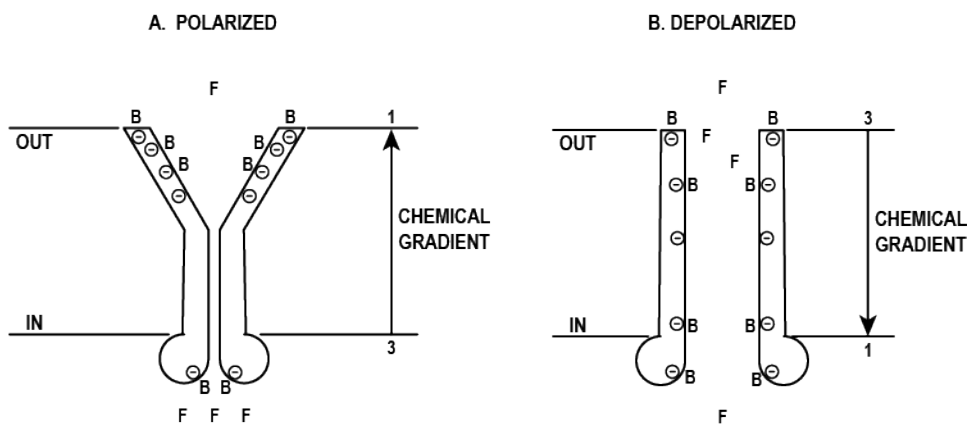 A. POLARIZED
F
B B 1
OUT
B B
B B
CHEMICAL
GRADIENT
IN
3
B B
F F F
B. DEPOLARIZED
F
B B 3
OUT F
F
B B
CHEMICAL
GRADIENT
IN B B
1
B B
F